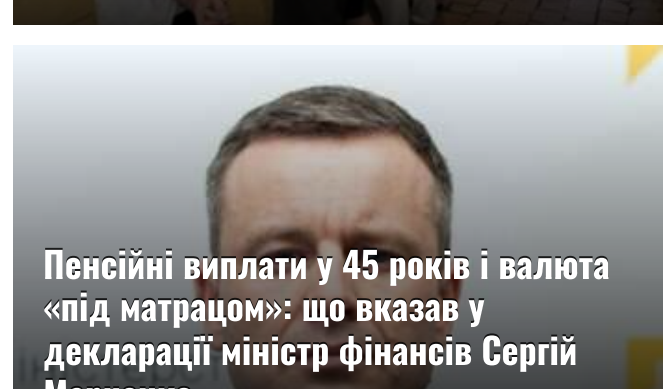 Пенсійні виплати у 45 років і валюта
«під матрацом»: що вказав у
декларації міністр фінансів Сергій